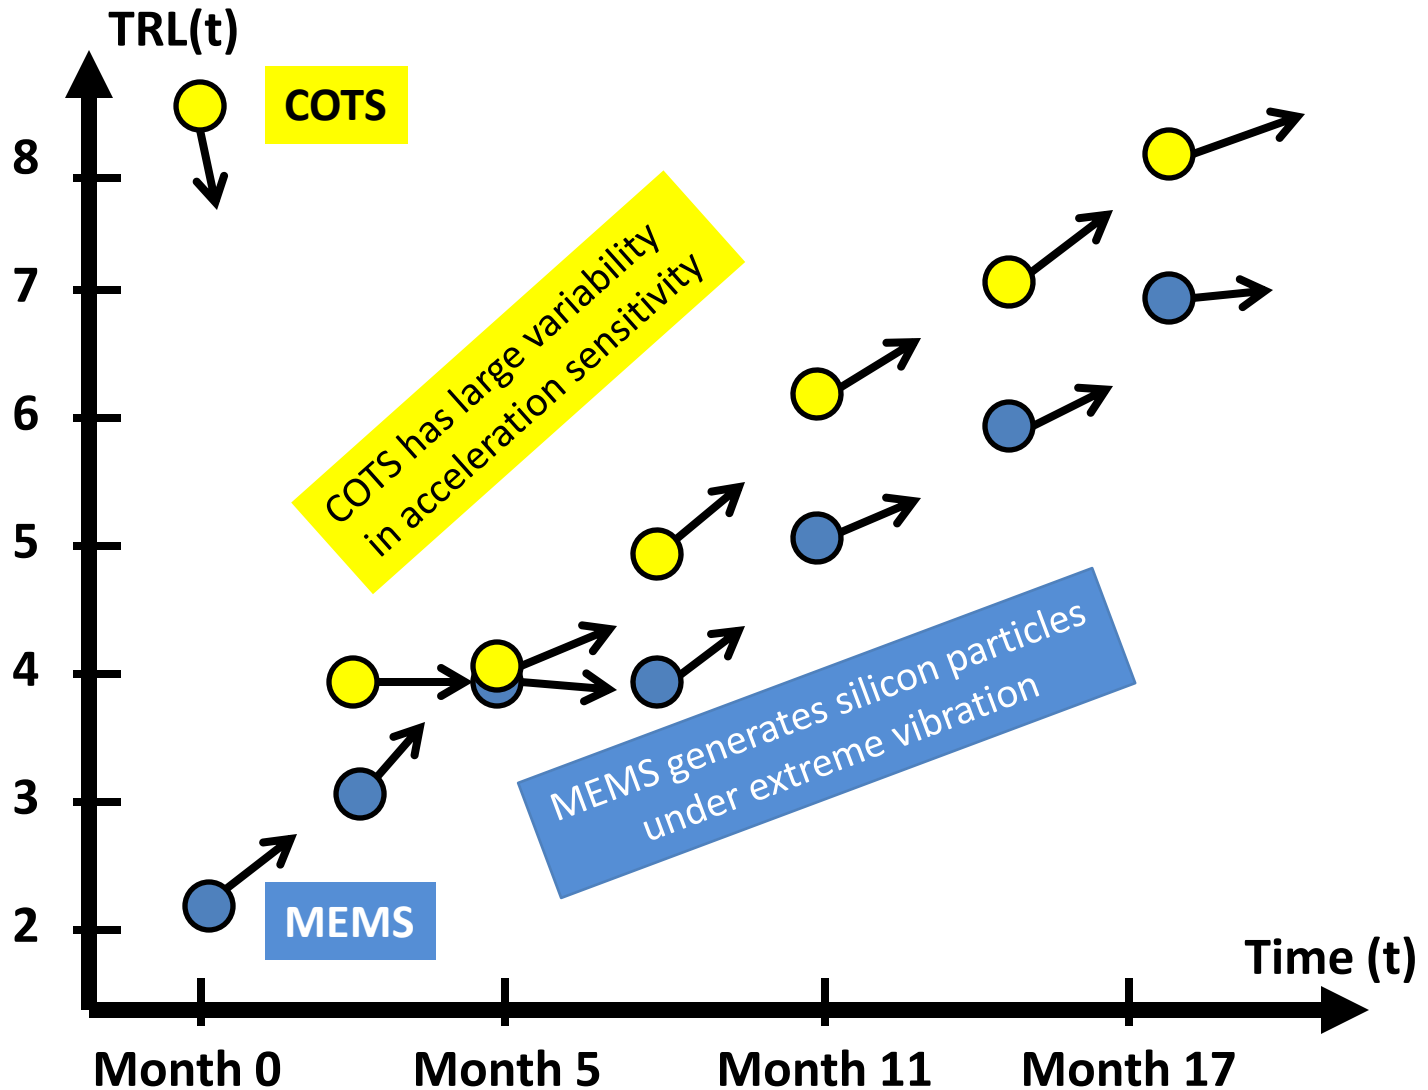 TRL(t)
COTS
8
7
6
5
4
3
2
COTS has large variability
in acceleration sensitivity
MEMS generates silicon particles
under extreme vibration
MEMS
Time (t)
Month 0
Month 5
Month 11
Month 17